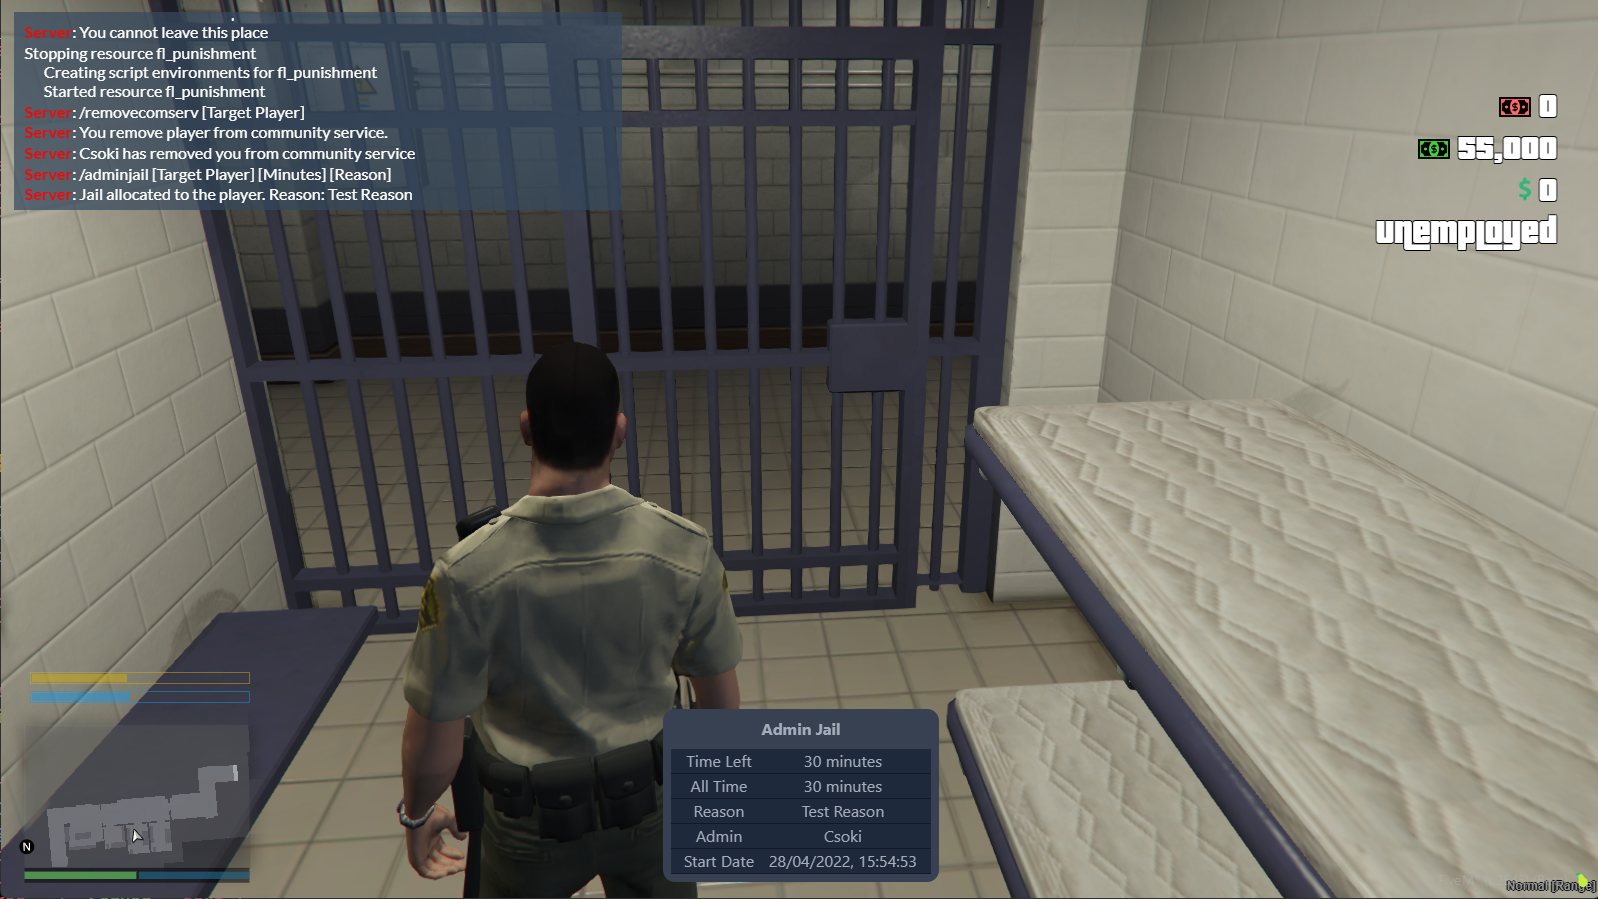 Server: You cannot leave this place
Stopping resource fl_punishment
Creating script environments for fl_punishment
Started resource fl_punishment
Server: /removecomserv [Target Player]
Server: You remove player from community service.
Server: Csoki has removed you from community service
Server: /adminjail [Target Player] [Minutes] [Reason]
Server: Jail allocated to the player. Reason: Test Reason
0
55,000
$ 0
unemployed
Admin Jail
Time Left 30 minutes
All Time 30 minutes
Reason Test Reason
Admin Csoki
Start Date 28/04/2022, 15:54:53
N
Normal [Range]